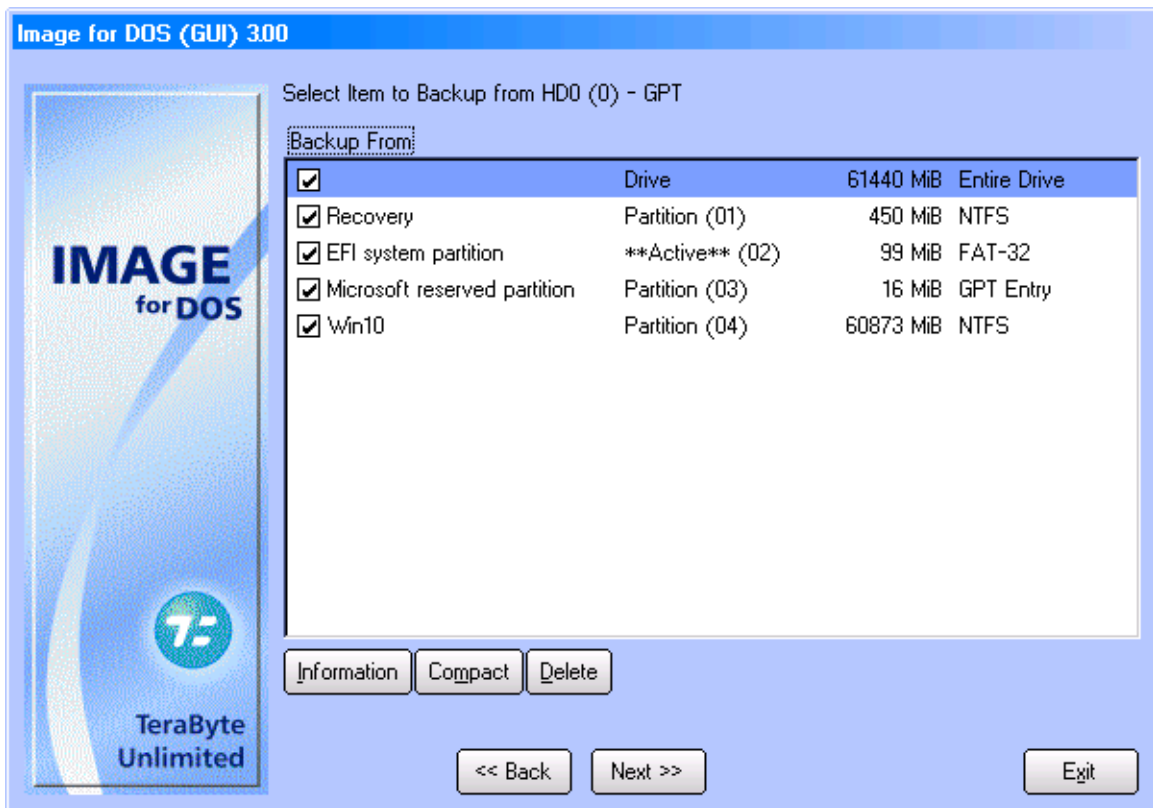 Image for DOS (GUI) 3.00
Select Item to Backup from HD0 (0) - GPT
Backup From
Drive 61440 MiB Entire Drive
Recovery Partition (01) 450 MiB NTFS
EFI system partition **Active** (02) 99 MiB FAT-32
Microsoft reserved partition Partition (03) 16 MiB GPT Entry
Win10 Partition (04) 60873 MiB NTFS
IMAGE
for DOS
TeraByte
Unlimited
Information Compact Delete
<< Back Next >> Exit